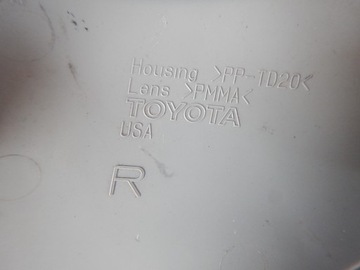 Housing >PP-TD20<
Lens >PMMA<
TOYOTA
USA
R